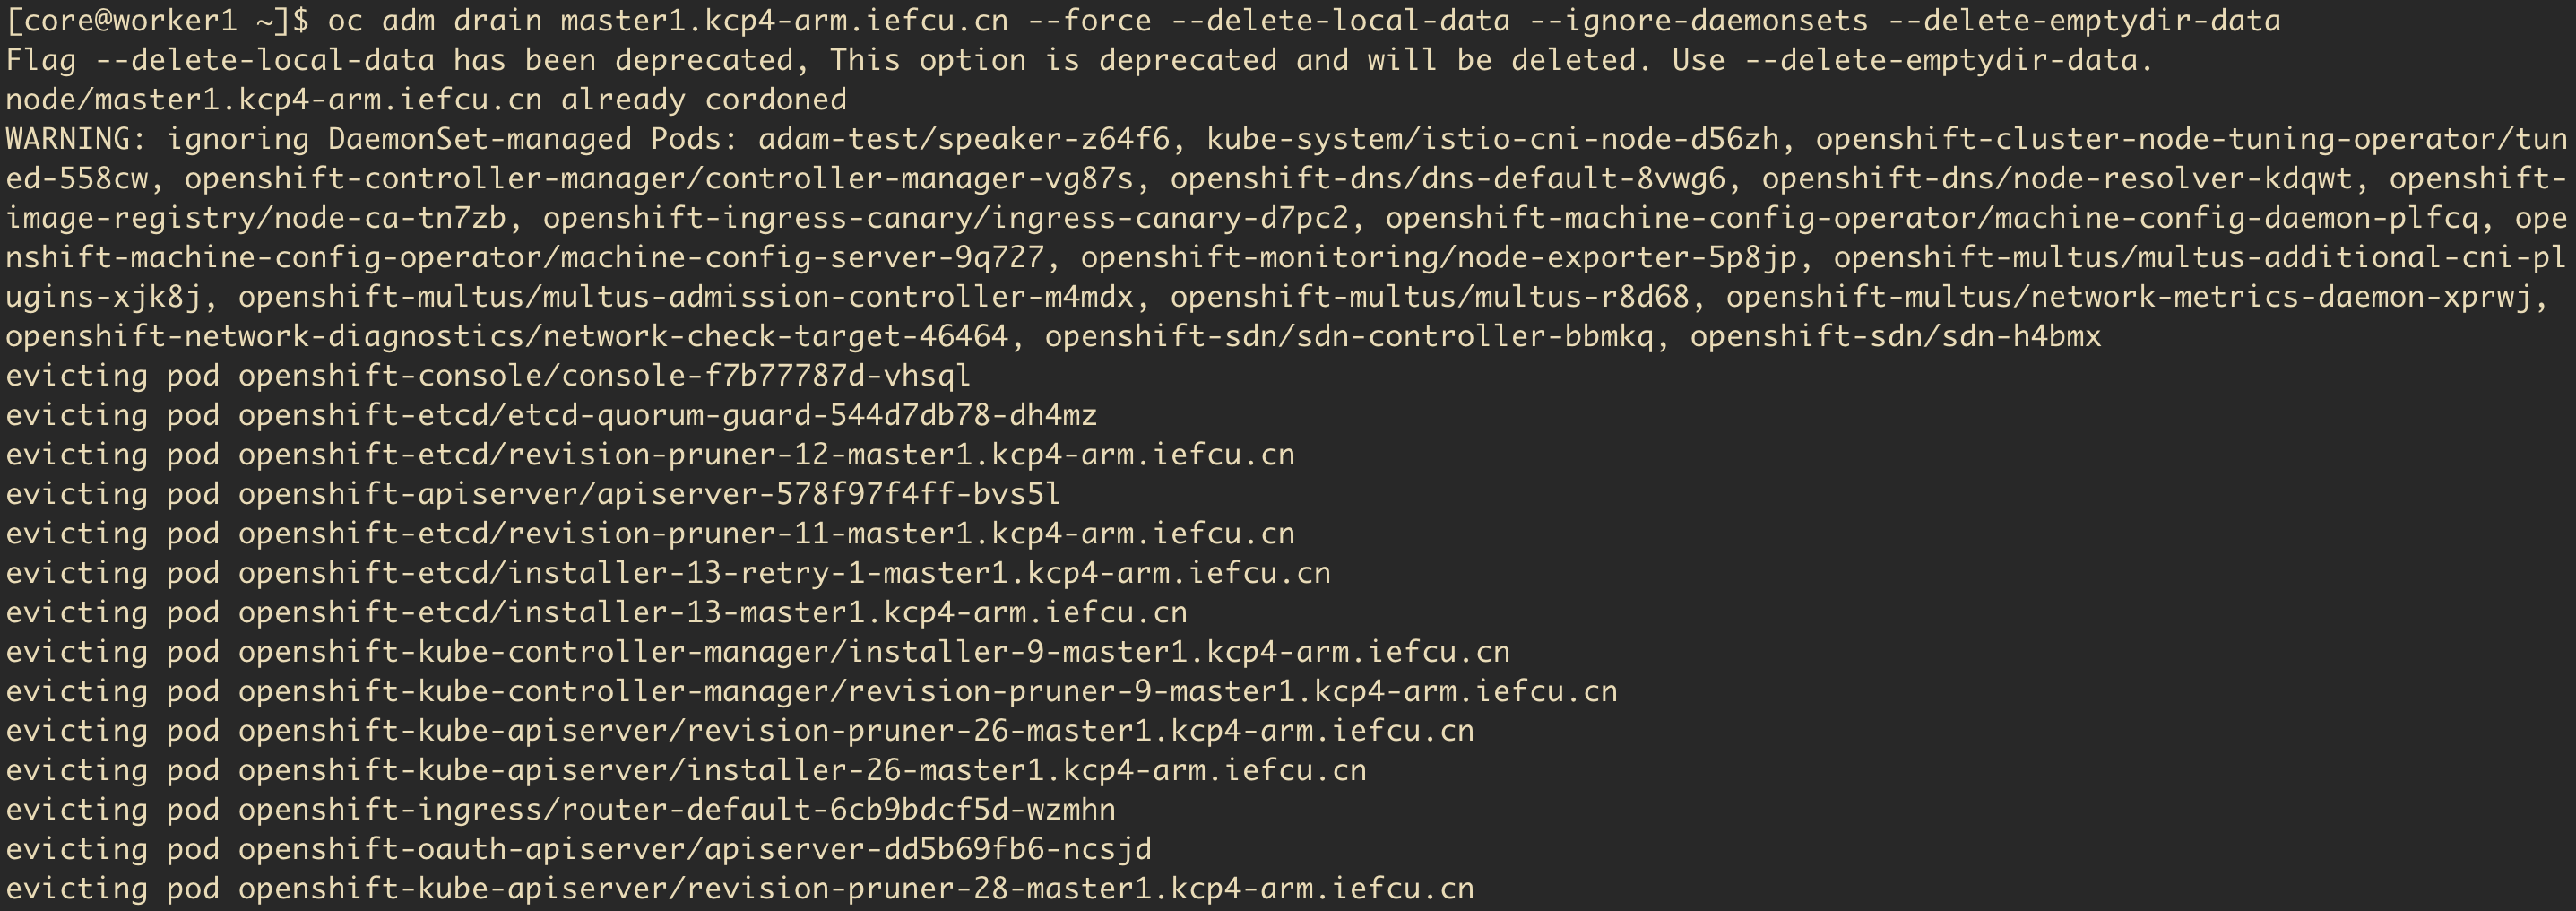 [core@worker1 ~]$ oc adm drain master1.kcp4-arm.iefcu.cn --force --delete-local-data --ignore-daemonsets --delete-emptydir-data
Flag --delete-local-data has been deprecated, This option is deprecated and will be deleted. Use --delete-emptydir-data.
node/master1.kcp4-arm.iefcu.cn already cordoned
WARNING: ignoring DaemonSet-managed Pods: adam-test/speaker-z64f6, kube-system/istio-cni-node-d56zh, openshift-cluster-node-tuning-operator/tun
ed-558cw, openshift-controller-manager/controller-manager-vg87s, openshift-dns/dns-default-8vwg6, openshift-dns/node-resolver-kdqwt, openshift-
image-registry/node-ca-tn7zb, openshift-ingress-canary/ingress-canary-d7pc2, openshift-machine-config-operator/machine-config-daemon-plfcq, ope
nshift-machine-config-operator/machine-config-server-9q727, openshift-monitoring/node-exporter-5p8jp, openshift-multus/multus-additional-cni-pl
ugins-xjk8j, openshift-multus/multus-admission-controller-m4mdx, openshift-multus/multus-r8d68, openshift-multus/network-metrics-daemon-xprwj,
openshift-network-diagnostics/network-check-target-46464, openshift-sdn/sdn-controller-bbmkq, openshift-sdn/sdn-h4bmx
evicting pod openshift-console/console-f7b77787d-vhsql
evicting pod openshift-etcd/etcd-quorum-guard-544d7db78-dh4mz
evicting pod openshift-etcd/revision-pruner-12-master1.kcp4-arm.iefcu.cn
evicting pod openshift-apiserver/apiserver-578f97f4ff-bvs5l
evicting pod openshift-etcd/revision-pruner-11-master1.kcp4-arm.iefcu.cn
evicting pod openshift-etcd/installer-13-retry-1-master1.kcp4-arm.iefcu.cn
evicting pod openshift-etcd/installer-13-master1.kcp4-arm.iefcu.cn
evicting pod openshift-kube-controller-manager/installer-9-master1.kcp4-arm.iefcu.cn
evicting pod openshift-kube-controller-manager/revision-pruner-9-master1.kcp4-arm.iefcu.cn
evicting pod openshift-kube-apiserver/revision-pruner-26-master1.kcp4-arm.iefcu.cn
evicting pod openshift-kube-apiserver/installer-26-master1.kcp4-arm.iefcu.cn
evicting pod openshift-ingress/router-default-6cb9bdcf5d-wzmhn
evicting pod openshift-oauth-apiserver/apiserver-dd5b69fb6-ncsjd
evicting pod openshift-kube-apiserver/revision-pruner-28-master1.kcp4-arm.iefcu.cn